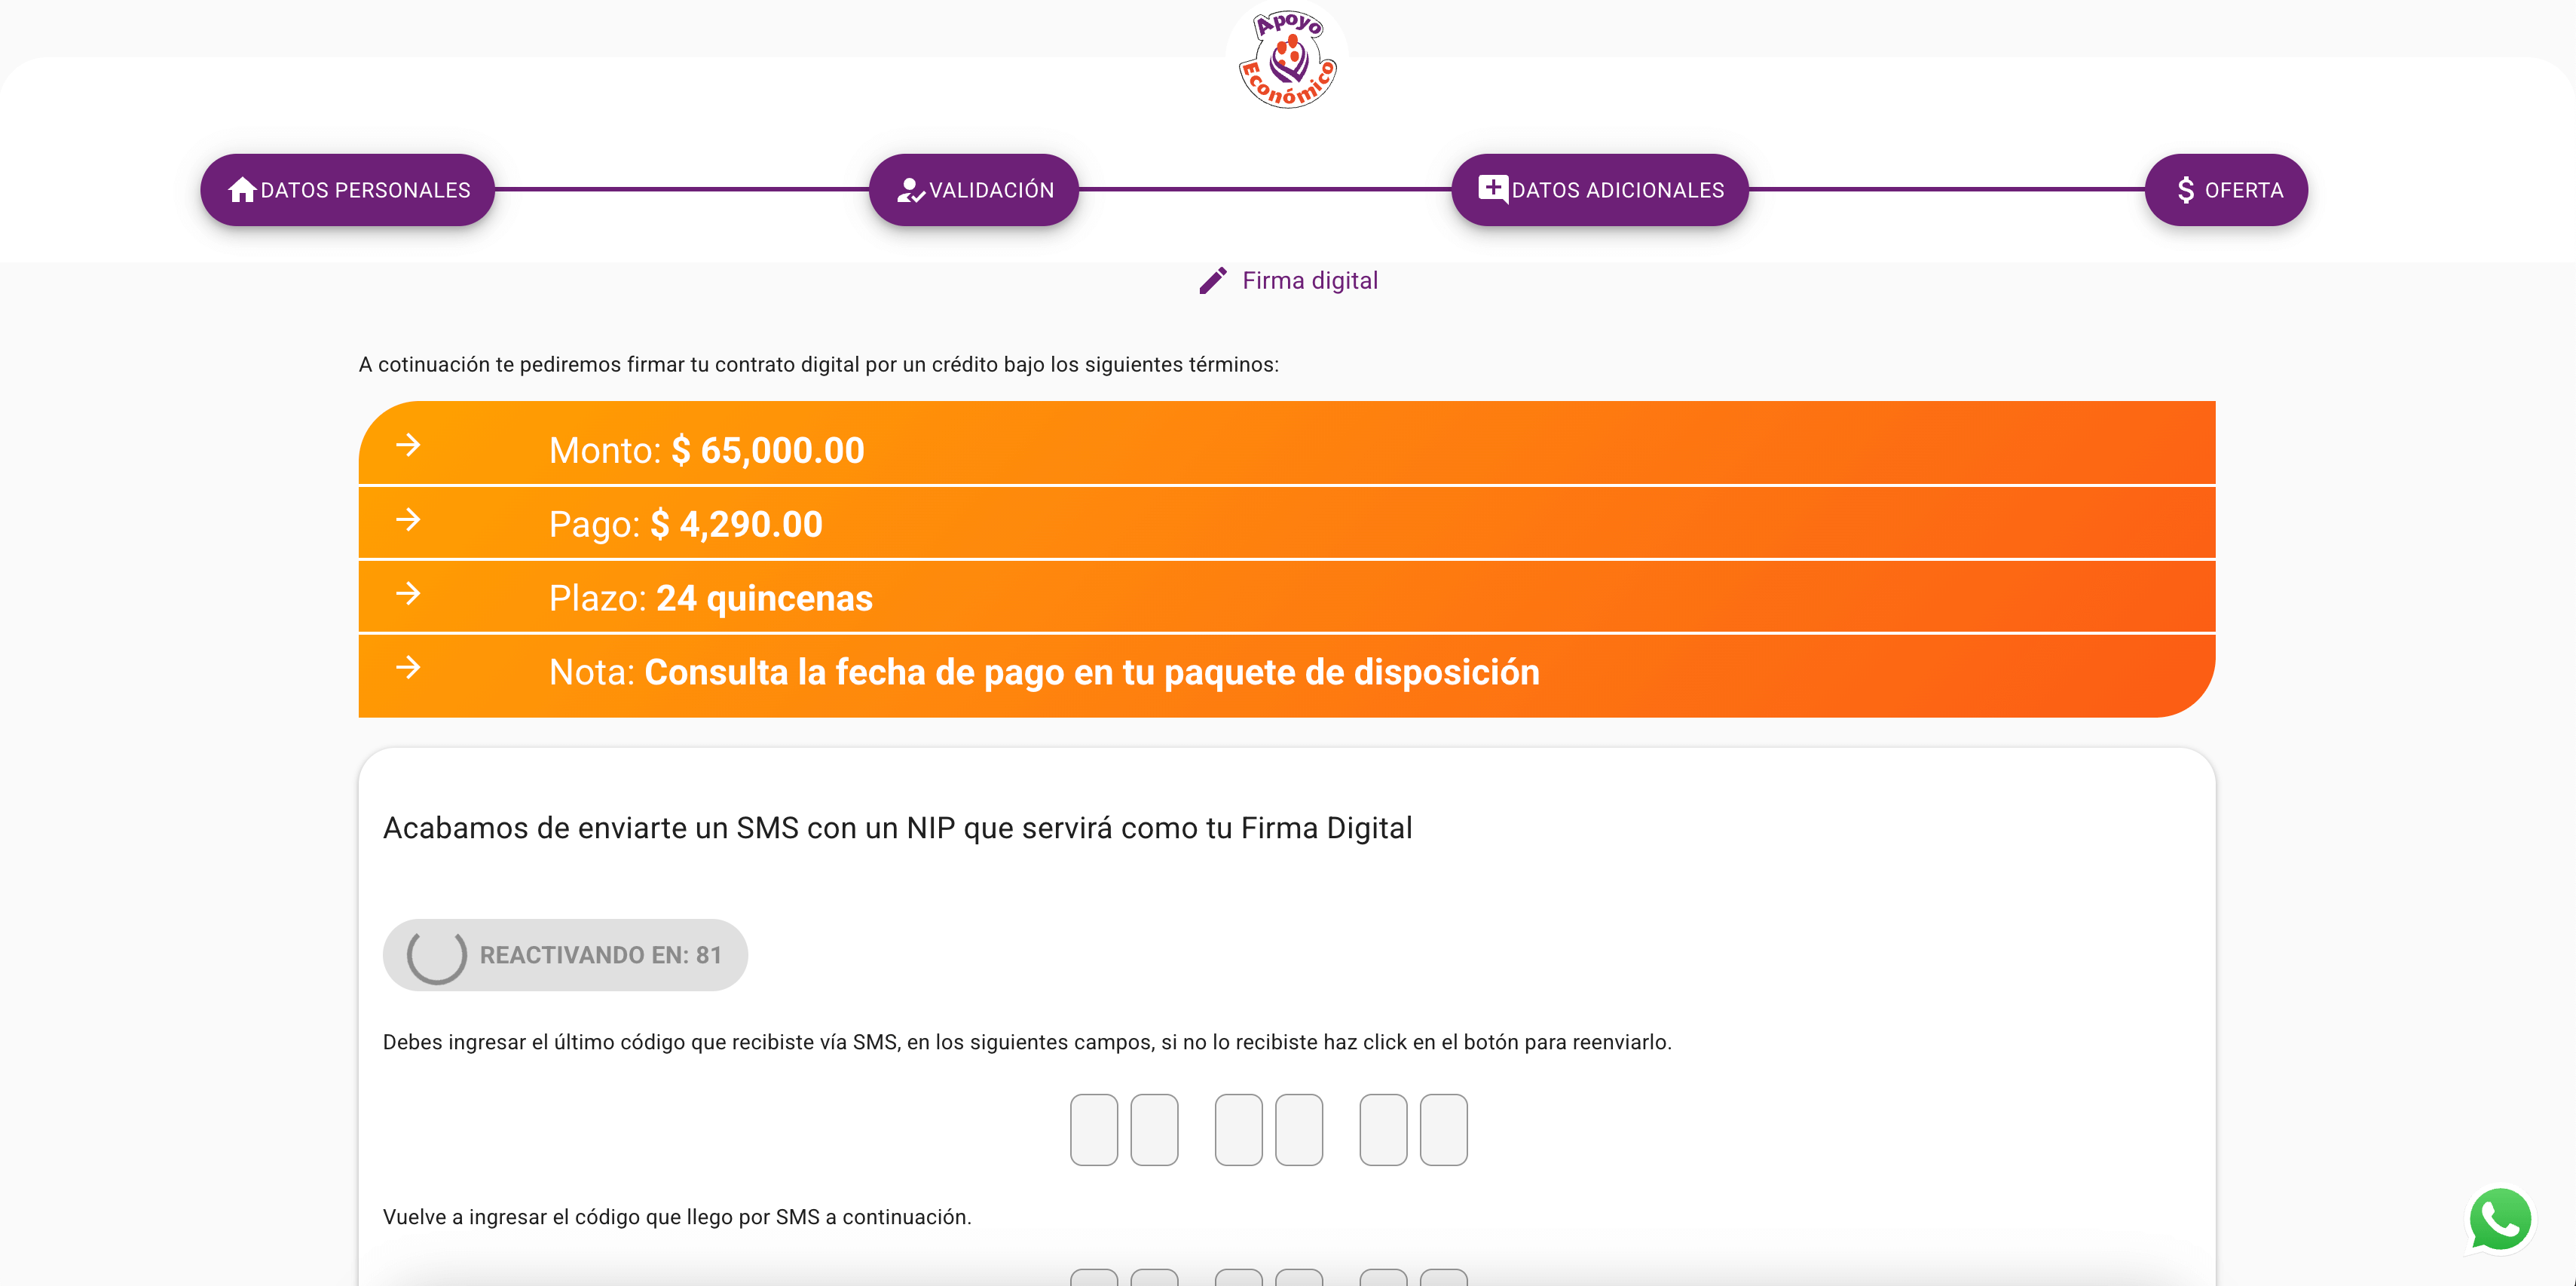 Apoyo
Económico
DATOS PERSONALES
VALIDACIÓN
DATOS ADICIONALES
OFERTA
Firma digital
A cotinuación te pediremos firmar tu contrato digital por un crédito bajo los siguientes términos:
Monto: $ 65,000.00
Pago: $ 4,290.00
Plazo: 24 quincenas
Nota: Consulta la fecha de pago en tu paquete de disposición
Acabamos de enviarte un SMS con un NIP que servirá como tu Firma Digital
REACTIVANDO EN: 81
Debes ingresar el último código que recibiste vía SMS, en los siguientes campos, si no lo recibiste haz click en el botón para reenviarlo.
Vuelve a ingresar el código que llego por SMS a continuación.